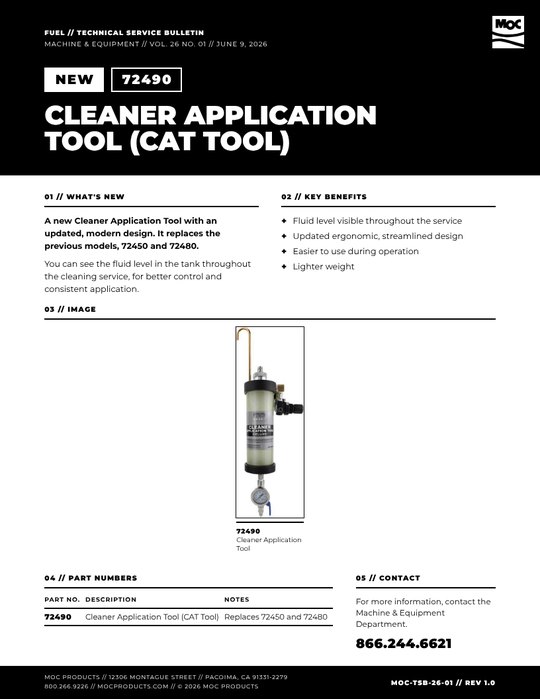 FUEL // TECHNICAL SERVICE BULLETIN
MACHINE & EQUIPMENT // VOL. 26 NO. 01 // JUNE 9, 2026
MOC
NEW 72490
CLEANER APPLICATION
TOOL (CAT TOOL)
01 // WHAT'S NEW
A new Cleaner Application Tool with an
updated, modern design. It replaces the
previous models, 72450 and 72480.
You can see the fluid level in the tank throughout
the cleaning service, for better control and
consistent application.
02 // KEY BENEFITS
Fluid level visible throughout the service
Updated ergonomic, streamlined design
Easier to use during operation
Lighter weight
03 // IMAGE
CLEANER
APPLICATION TOOL
72490
Cleaner Application
Tool
04 // PART NUMBERS
PART NO. DESCRIPTION NOTES
72490 Cleaner Application Tool (CAT Tool) Replaces 72450 and 72480
05 // CONTACT
For more information, contact the
Machine & Equipment
Department.
866.244.6621
MOC PRODUCTS // 12306 MONTAGUE STREET // PACOIMA, CA 91331-2279
800.266.9226 // MOCPRODUCTS.COM // © 2026 MOC PRODUCTS
MOC-TSB-26-01 // REV 1.0